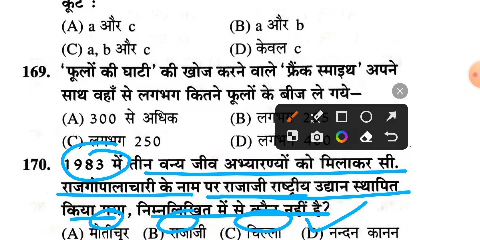 कूट :
(A) a और c (B) a और b
(C) a, b और c (D) केवल c
169. 'फूलों की घाटी' की खोज करने वाले 'फ्रैंक स्माइथ' अपने
साथ वहाँ से लगभग कितने फूलों के बीज ले गये–
(A) 300 से अधिक (B)
(C) लगभग 250 (D)
170. 1983 में तीन वन्य जीव अभ्यारण्यों को मिलाकर सी.
राजगोपालाचारी के नाम पर राजाजी राष्ट्रीय उद्यान स्थापित
किया गया, निम्नलिखित में से कौन नहीं है?
(A) मोतीचूर (B) राजाजी (C) चिल्ला (D) नन्दन कानन